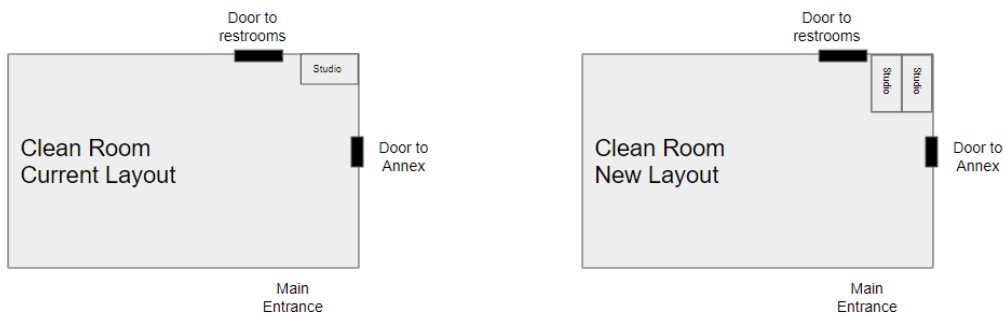 Door to
restrooms
Studio
Clean Room
Current Layout
Door to
Annex
Main
Entrance
Door to
restrooms
Studio
Studio
Clean Room
New Layout
Door to
Annex
Main
Entrance